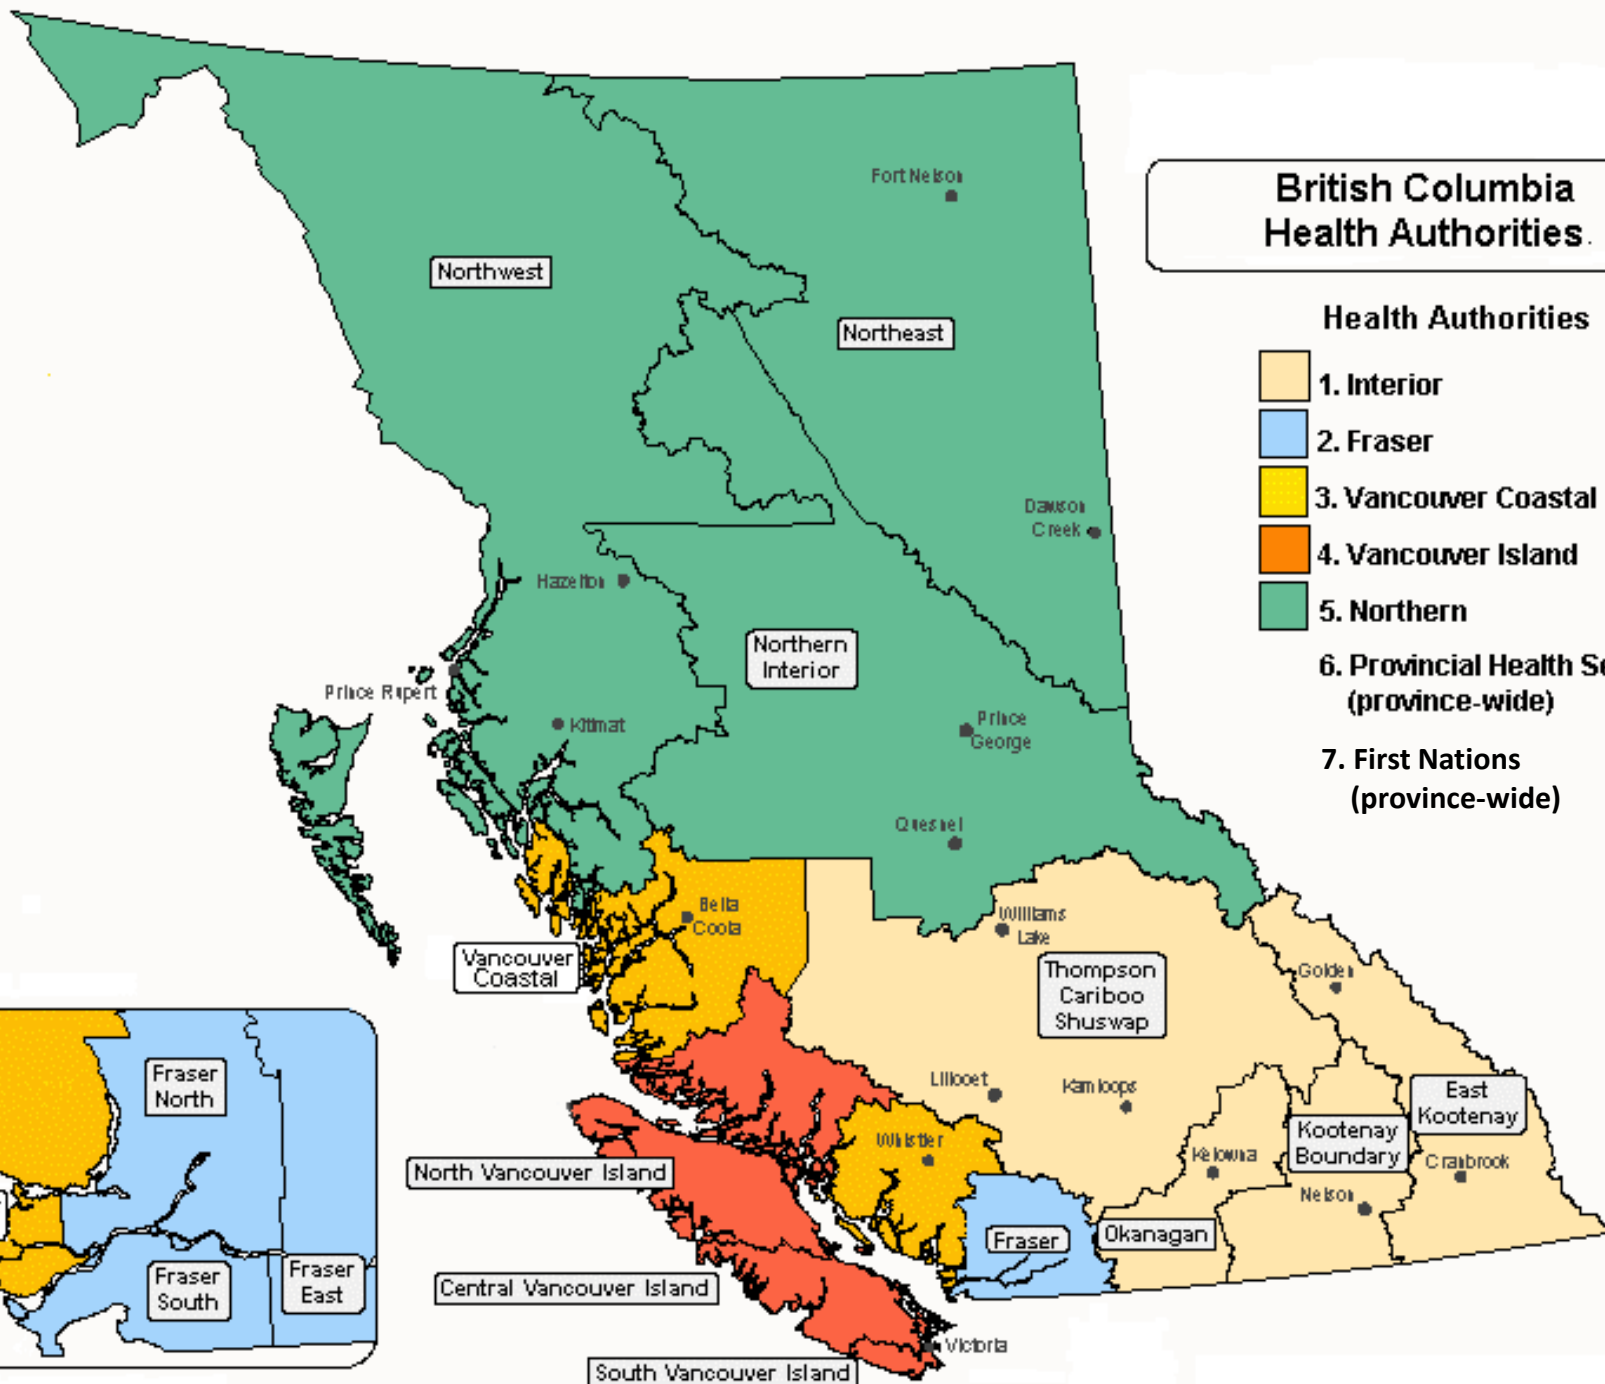 British Columbia
Health Authorities.
Health Authorities
1. Interior
2. Fraser
3. Vancouver Coastal
4. Vancouver Island
5. Northern
6. Provincial Health Se
(province-wide)
7. First Nations
(province-wide)
Fort Nelson
Northwest
Northeast
Dawson
Creek
Hazelton
Northern
Interior
Prince Rupert
Kitimat
Prince
George
Quesnel
Bella
Coola
Williams
Lake
Vancouver
Coastal
Thompson
Cariboo
Shuswap
Golden
Lillooet
Kamloops
East
Kootenay
Whistler
Kootenay
Boundary
Kelowna
Cranbrook
North Vancouver Island
Nelson
Fraser
Okanagan
Central Vancouver Island
Victoria
South Vancouver Island
Fraser
North
Fraser
South
Fraser
East